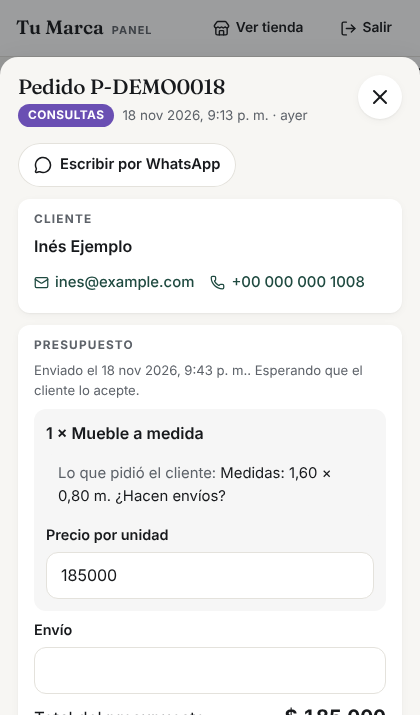 Tu Marca PANEL Ver tienda Salir
Pedido P-DEMO0018
CONSULTAS 18 nov 2026, 9:13 p. m. · ayer
Escribir por WhatsApp
CLIENTE
Inés Ejemplo
ines@example.com +00 000 000 1008
PRESUPUESTO
Enviado el 18 nov 2026, 9:43 p. m.. Esperando que el
cliente lo acepte.
1 × Mueble a medida
Lo que pidió el cliente: Medidas: 1,60 ×
0,80 m. ¿Hacen envíos?
Precio por unidad
185000
Envío
$ 185.000